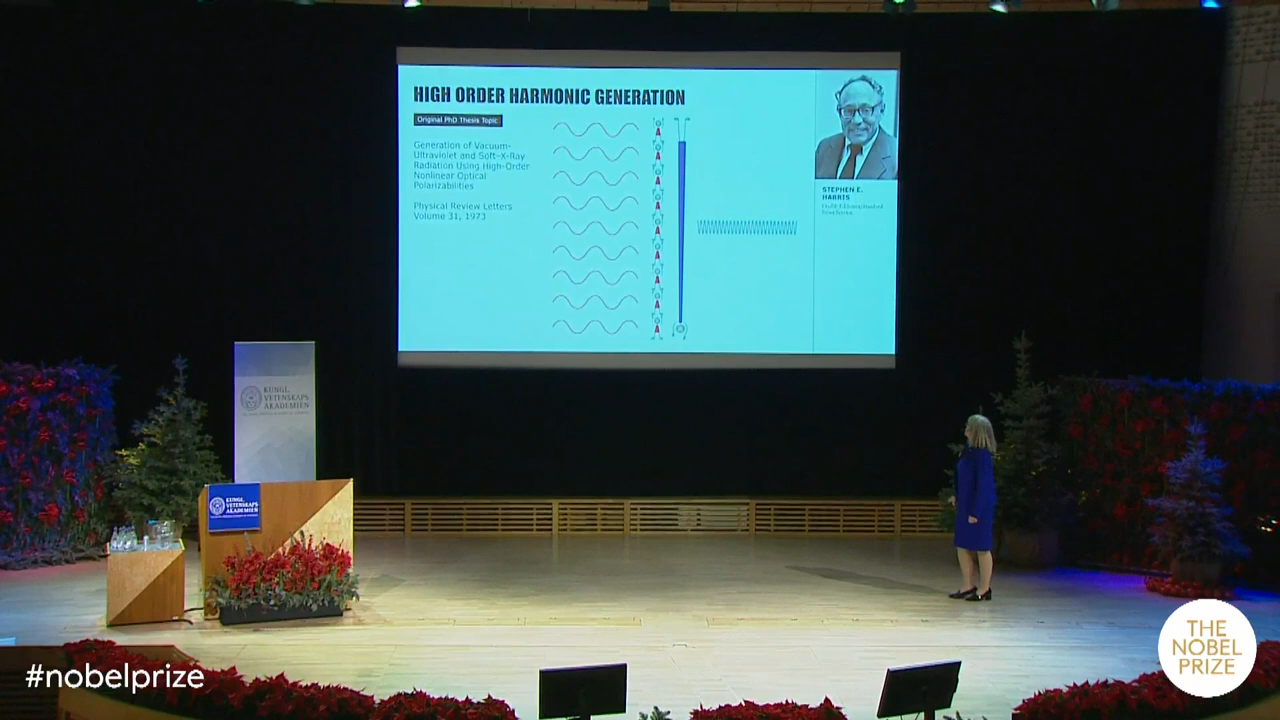 HIGH ORDER HARMONIC GENERATION
Original PhD Thesis Topic
Generation of Vacuum-
Ultraviolet and Soft-X-Ray
Radiation Using High-Order
Nonlinear Optical
Polarizabilities
Physical Review Letters
Volume 31, 1973
STEPHEN E.
HARRIS
KUNGL.
VETENSKAPS
AKADEMIEN
KUNGL.
VETENSKAPS
AKADEMIEN
#nobelprize
THE
NOBEL
PRIZE